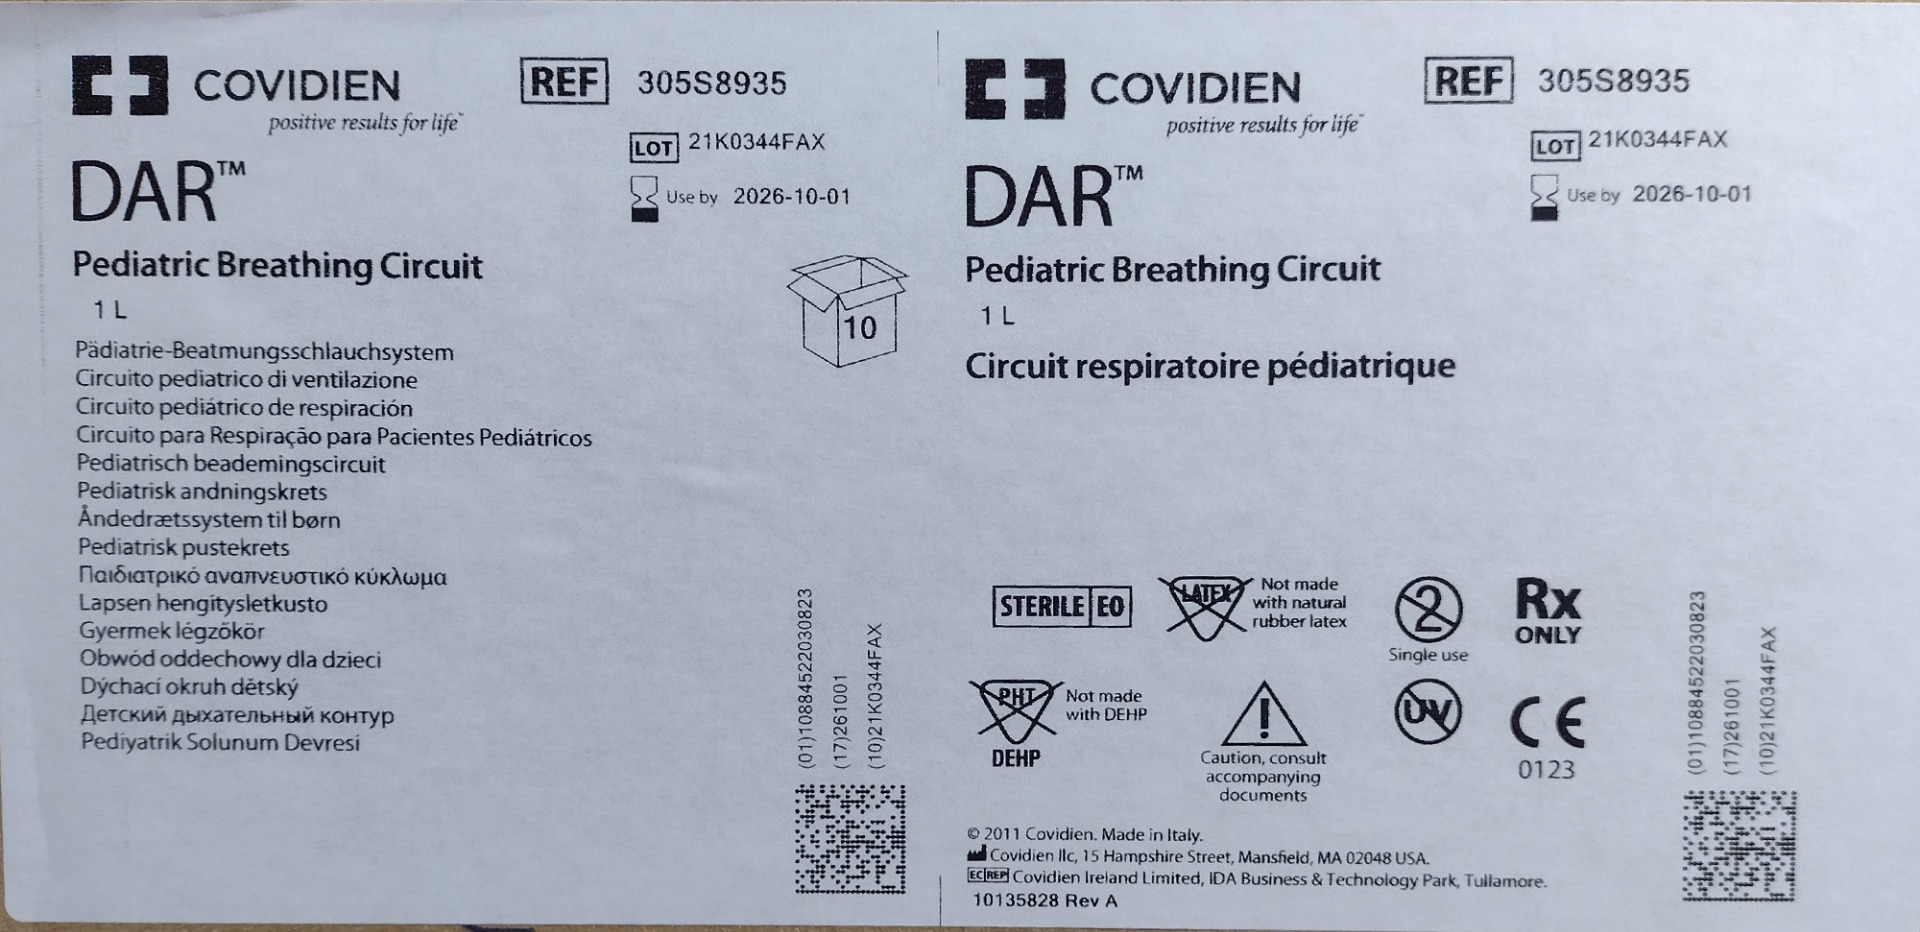 COVIDIEN
positive results for life™
REF 305S8935
LOT 21K0344FAX
Use by 2026-10-01
DAR™
Pediatric Breathing Circuit
1 L
10
Pädiatrie-Beatmungsschlauchsystem
Circuito pediatrico di ventilazione
Circuito pediátrico de respiración
Circuito para Respiração para Pacientes Pediátricos
Pediatrisch beademingscircuit
Pediatrisk andningskrets
Åndedrætssystem til børn
Pediatrisk pustekrets
Παιδιατρικό αναπνευστικό κύκλωμα
Lapsen hengitysletkusto
Gyermek légzőkör
Obwód oddechowy dla dzieci
Dýchací okruh dětský
Детский дыхательный контур
Pediyatrik Solunum Devresi
(01)10884522030823
(17)261001
(10)21K0344FAX
COVIDIEN
positive results for life™
REF 305S8935
LOT 21K0344FAX
Use by 2026-10-01
DAR™
Pediatric Breathing Circuit
1 L
Circuit respiratoire pédiatrique
STERILE EO
LATEX
Not made
with natural
rubber latex
2
Single use
Rx
ONLY
PHT
DEHP
Not made
with DEHP
!
Caution, consult
accompanying
documents
UV
CE
0123
© 2011 Covidien. Made in Italy.
Covidien llc, 15 Hampshire Street, Mansfield, MA 02048 USA.
EC REP Covidien Ireland Limited, IDA Business & Technology Park, Tullamore.
10135828 Rev A
(01)10884522030823
(17)261001
(10)21K0344FAX